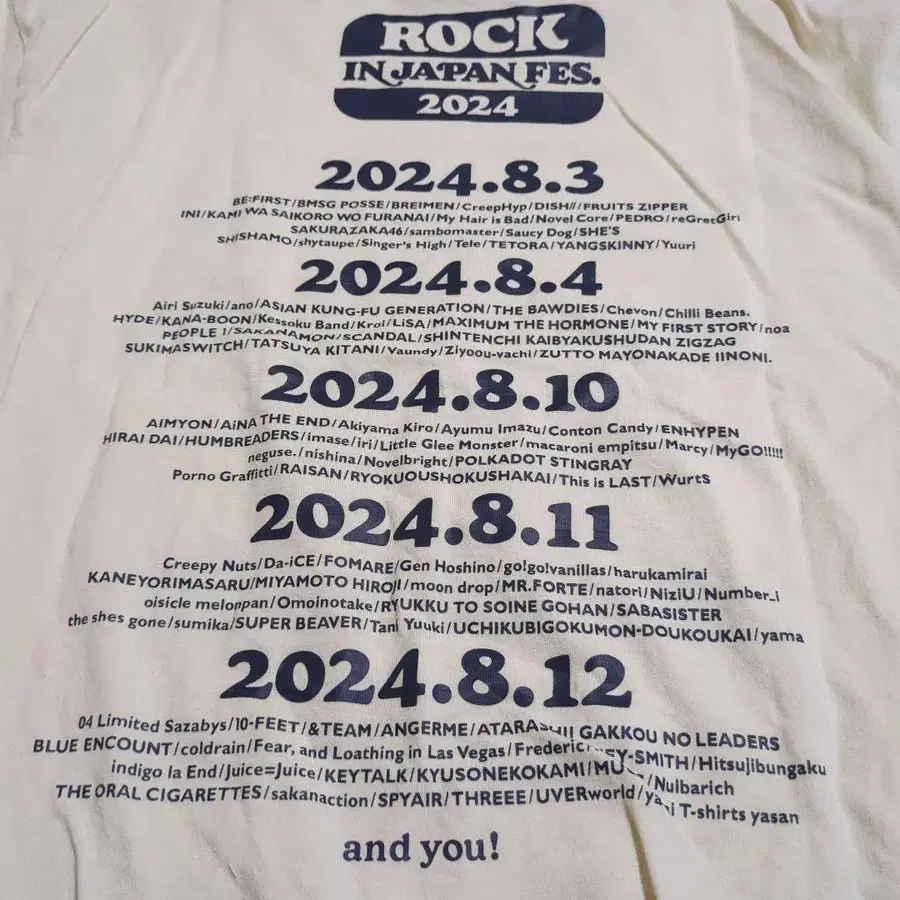 ROCK
IN JAPAN FES.
2024
2024.8.3
BE:FIRST/BMSG POSSE/BREIMEN/CreepHyp/DISH///FRUITS ZIPPER
INI/KAMI WA SAIKORO WO FURANAI/My Hair is Bad/Novel Core/PEDRO/reGretGirl
SAKURAZAKA46/sambomaster/Saucy Dog/SHE'S
SHISHAMO/shytaupe/Singer's High/Tele/TETORA/YANGSKINNY/Yuuri
2024.8.4
Airi Suzuki/ano/ASIAN KUNG-FU GENERATION/THE BAWDIES/Chevon/Chilli Beans.
HYDE/KANA-BOON/Kessoku Band/Kroi/LiSA/MAXIMUM THE HORMONE/MY FIRST STORY/noa
PEOPLE 1/SAKANAMON/SCANDAL/SHINTENCHI KAIBYAKUSHUDAN ZIGZAG
SUKIMASWITCH/TATSUYA KITANI/Vaundy/Ziyoou-vachi/ZUTTO MAYONAKADE IINONI.
2024.8.10
AIMYON/AiNA THE END/Akiyama Kiro/Ayumu Imazu/Conton Candy/ENHYPEN
HIRAI DAI/HUMBREADERS/imase/iri/Little Glee Monster/macaroni empitsu/Marcy/MyGO!!!!!
neguse./nishina/Novelbright/POLKADOT STINGRAY
Porno Graffitti/RAISAN/RYOKUOUSHOKUSHAKAI/This is LAST/WurtS
2024.8.11
Creepy Nuts/Da-iCE/FOMARE/Gen Hoshino/go!go!vanillas/harukamirai
KANEYORIMASARU/MIYAMOTO HIROJI/moon drop/MR.FORTE/natori/NiziU/Number_i
oisicle melonpan/Omoinotake/RYUKKU TO SOINE GOHAN/SABASISTER
the shes gone/sumika/SUPER BEAVER/Tani Yuuki/UCHIKUBIGOKUMON-DOUKOUKAI/yama
2024.8.12
04 Limited Sazabys/10-FEET/&TEAM/ANGERME/ATARASHII GAKKOU NO LEADERS
BLUE ENCOUNT/coldrain/Fear, and Loathing in Las Vegas/Frederic/-SMITH/Hitsujibungaku
indigo la End/Juice=Juice/KEYTALK/KYUSONEKOKAMI/ /Nulbarich
THE ORAL CIGARETTES/sakanaction/SPYAIR/THREEE/UVERworld/ T-shirts yasan
and you!